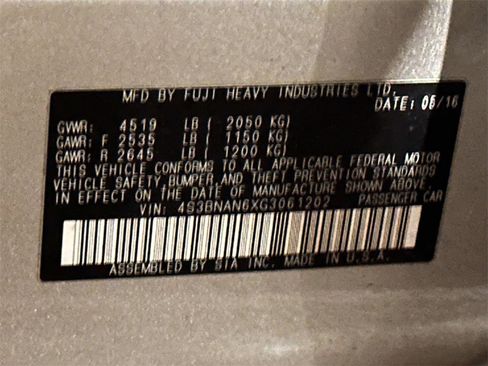 MFD BY FUJI HEAVY INDUSTRIES LTD.
DATE: 05/16
GVWR: 4519 LB ( 2050 KG)
GAWR: F 2535 LB ( 1150 KG)
GAWR: R 2645 LB ( 1200 KG)
THIS VEHICLE CONFORMS TO ALL APPLICABLE FEDERAL MOTOR
VEHICLE SAFETY, BUMPER AND THEFT PREVENTION STANDARDS
IN EFFECT ON THE DATE OF MANUFACTURE SHOWN ABOVE.
VIN: 4S3BNAN6XG3061202 PASSENGER CAR
ASSEMBLED BY SIA INC. MADE IN U.S.A.